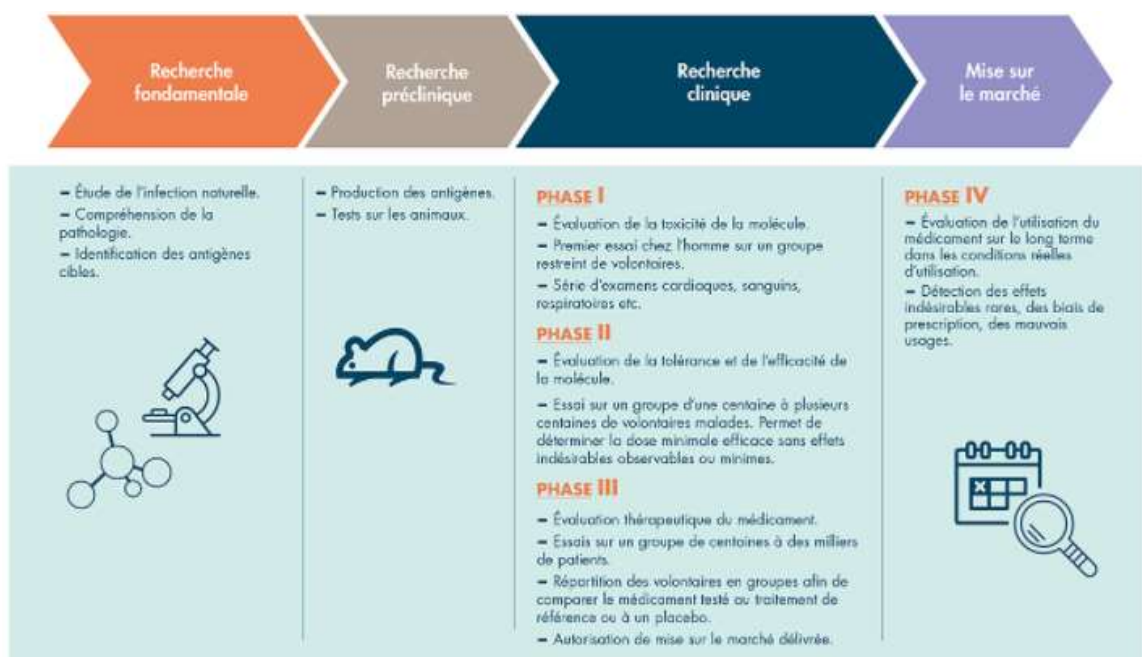 Recherche
fondamentale
Recherche
préclinique
Recherche
clinique
Mise sur
le marché
– Étude de l'infection naturelle.
– Compréhension de la
pathologie.
– Identification des antigènes
cibles.
– Production des antigènes.
– Tests sur les animaux.
PHASE I
– Évaluation de la toxicité de la molécule.
– Premier essai chez l'homme sur un groupe
restreint de volontaires.
– Série d'examens cardiaques, sanguins,
respiratoires etc.
PHASE II
– Évaluation de la tolérance et de l'efficacité de
la molécule.
– Essai sur un groupe d'une centaine à plusieurs
centaines de volontaires malades. Permet de
déterminer la dose minimale efficace sans effets
indésirables observables ou minimes.
PHASE III
– Évaluation thérapeutique du médicament.
– Essais sur un groupe de centaines à des milliers
de patients.
– Répartition des volontaires en groupes afin de
comparer le médicament testé au traitement de
référence ou à un placebo.
– Autorisation de mise sur le marché délivrée.
PHASE IV
– Évaluation de l'utilisation du
médicament sur le long terme
dans les conditions réelles
d'utilisation.
– Détection des effets
indésirables rares, des biais de
prescription, des mauvais
usages.